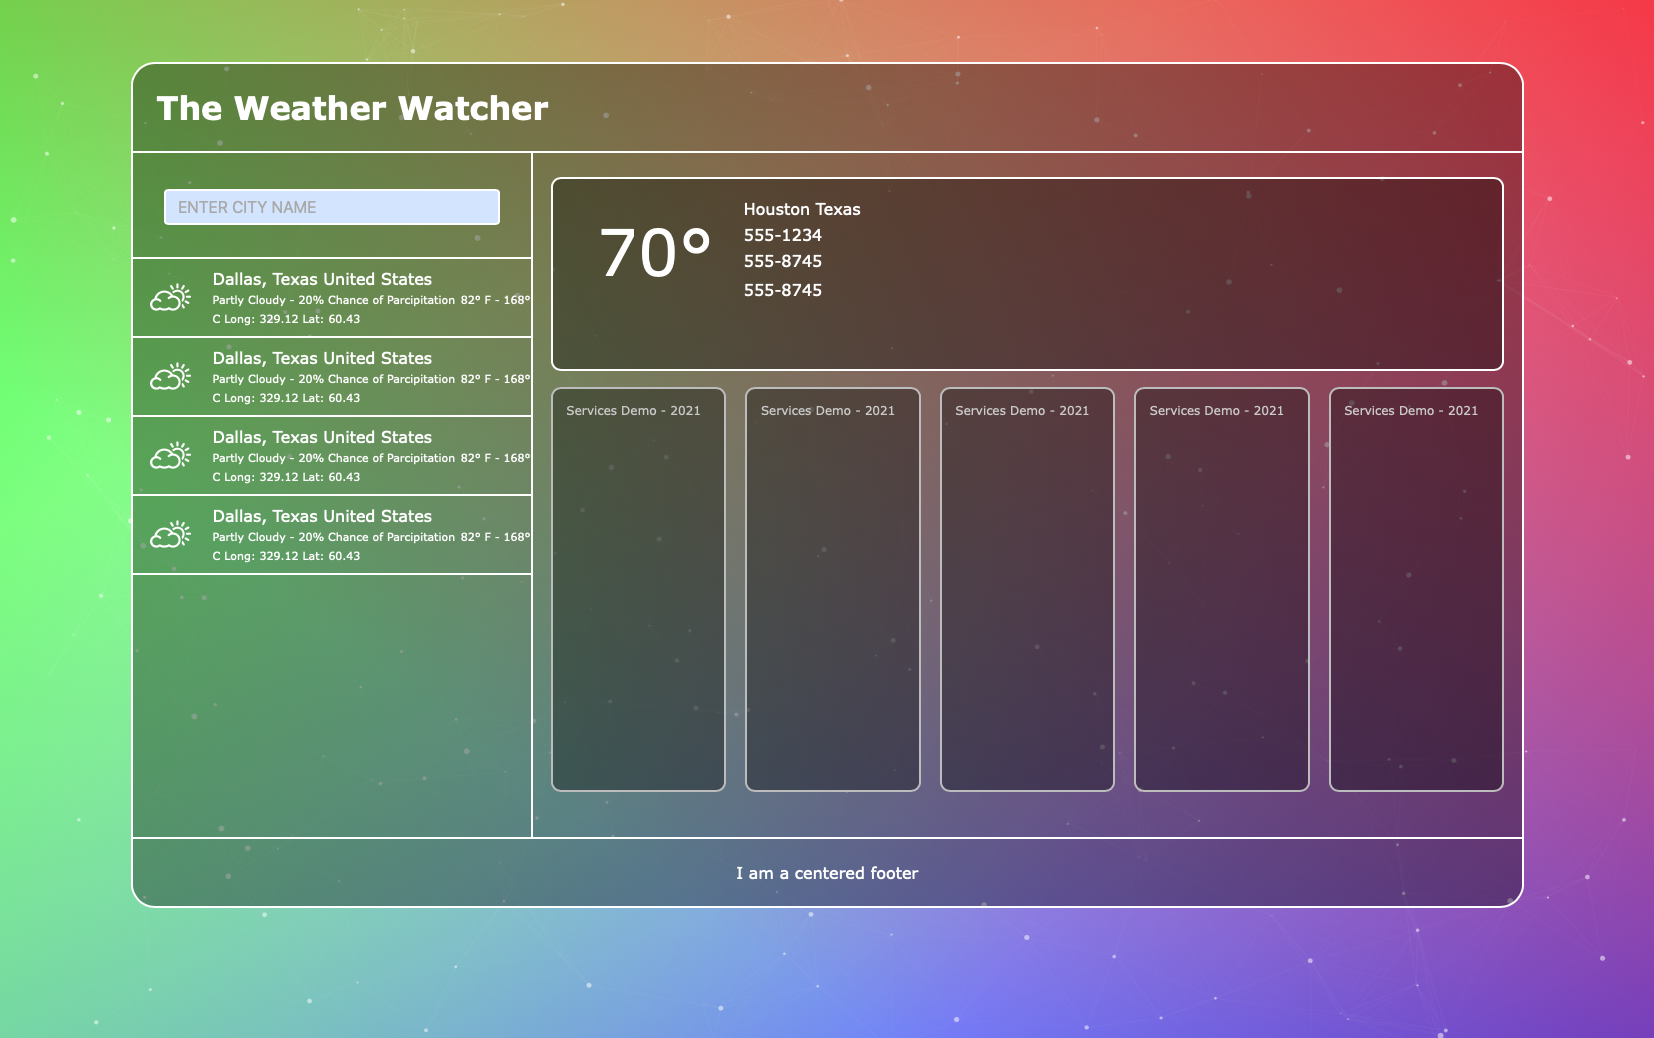 The Weather Watcher
ENTER CITY NAME
Dallas, Texas United States
Partly Cloudy - 20% Chance of Parcipitation 82° F - 168°
C Long: 329.12 Lat: 60.43
Dallas, Texas United States
Partly Cloudy - 20% Chance of Parcipitation 82° F - 168°
C Long: 329.12 Lat: 60.43
Dallas, Texas United States
Partly Cloudy - 20% Chance of Parcipitation 82° F - 168°
C Long: 329.12 Lat: 60.43
Dallas, Texas United States
Partly Cloudy - 20% Chance of Parcipitation 82° F - 168°
C Long: 329.12 Lat: 60.43
70°
Houston Texas
555-1234
555-8745
555-8745
Services Demo - 2021
Services Demo - 2021
Services Demo - 2021
Services Demo - 2021
Services Demo - 2021
I am a centered footer